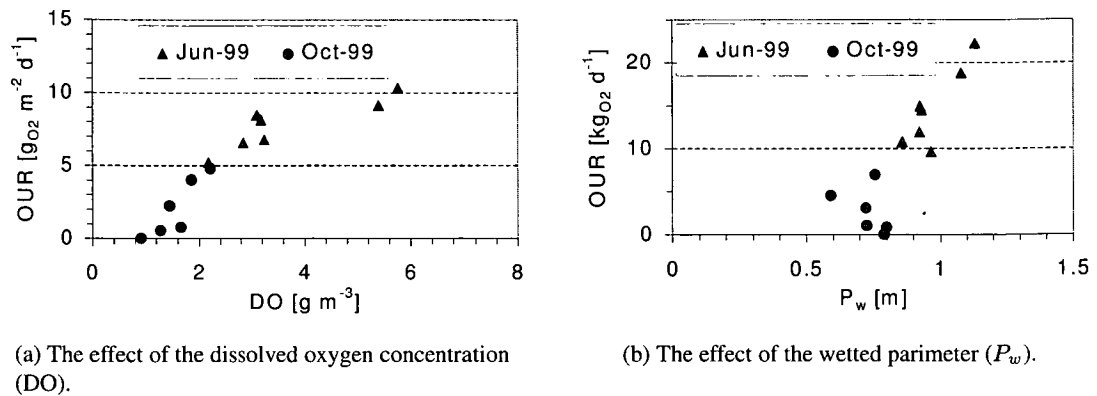 15
10
5
0
OUR [gO2 m-2 d-1]
Jun-99 Oct-99
0 2 4 6 8
DO [g m-3]
(a) The effect of the dissolved oxygen concentration
(DO).
20
10
0
OUR [kgO2 d-1]
Jun-99 Oct-99
0 0.5 1 1.5
Pw [m]
(b) The effect of the wetted parimeter (Pw).